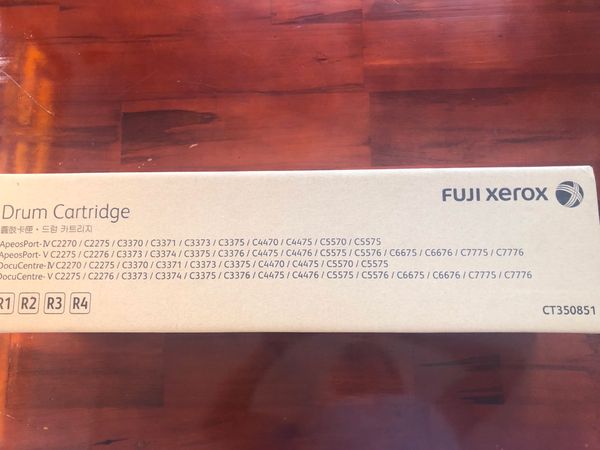 FUJI xerox
Drum Cartridge
圓鼓卡匣・드럼 카트리지
ApeosPort-Ⅳ C2270 / C2275 / C3370 / C3371 / C3373 / C3375 / C4470 / C4475 / C5570 / C5575
ApeosPort-V C2275 / C2276 / C3373 / C3374 / C3375 / C3376 / C4475 / C4476 / C5575 / C5576 / C6675 / C6676 / C7775 / C7776
DocuCentre-Ⅳ C2270 / C2275 / C3370 / C3371 / C3373 / C3375 / C4470 / C4475 / C5570 / C5575
DocuCentre-V C2275 / C2276 / C3373 / C3374 / C3375 / C3376 / C4475 / C4476 / C5575 / C5576 / C6675 / C6676 / C7775 / C7776
R1 R2 R3 R4
CT350851